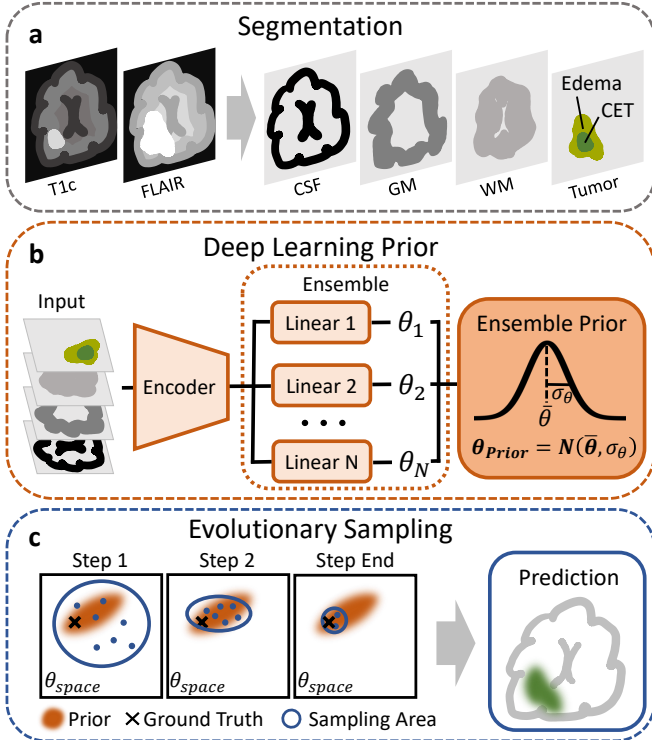 a Segmentation
Edema
CET
T1c FLAIR CSF GM WM Tumor
b Deep Learning Prior
Input
Ensemble
Encoder
Linear 1 θ1
Linear 2 θ2
...
Linear N θN
Ensemble Prior
σθ
θ̄
θPrior = N(θ̄, σθ)
c Evolutionary Sampling
Step 1 Step 2 Step End
θspace θspace θspace
Prior Ground Truth Sampling Area
Prediction